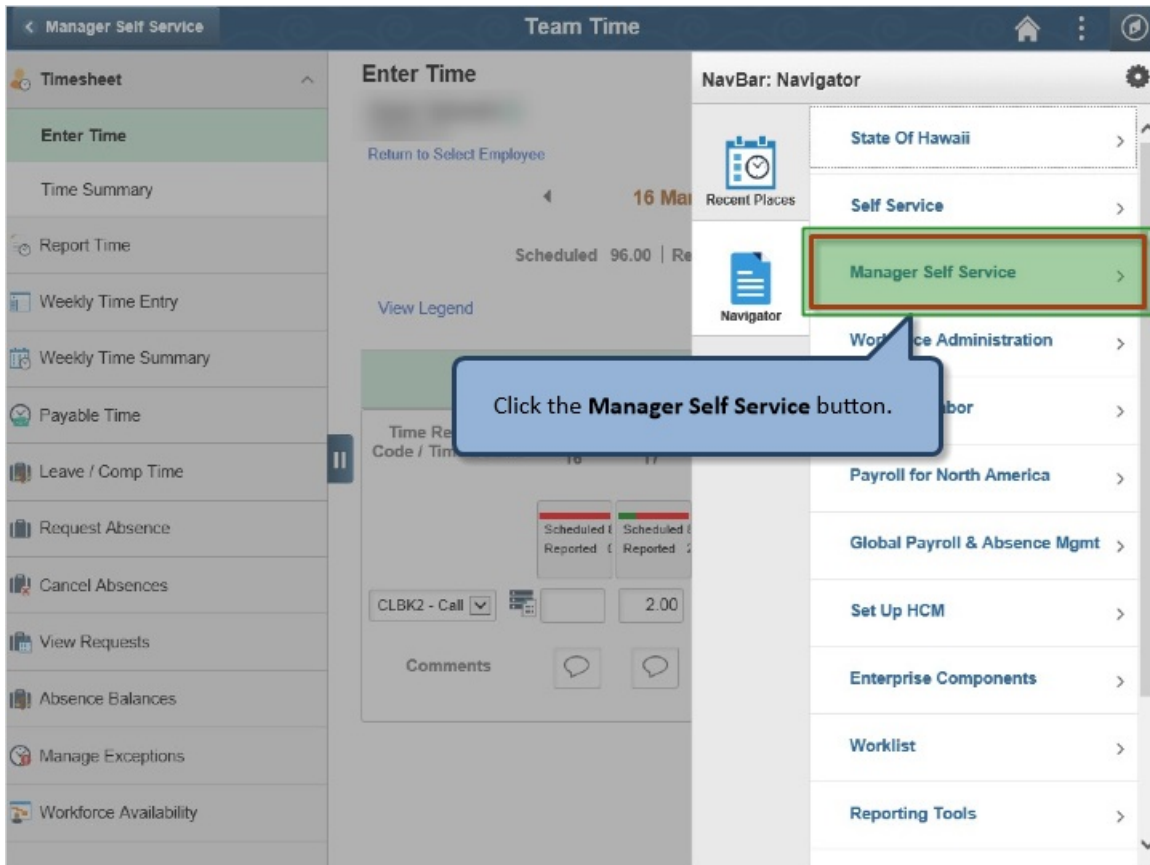 Manager Self Service
Team Time
Timesheet
Enter Time
Time Summary
Report Time
Weekly Time Entry
Weekly Time Summary
Payable Time
Leave / Comp Time
Request Absence
Cancel Absences
View Requests
Absence Balances
Manage Exceptions
Workforce Availability
Enter Time
Return to Select Employee
16 Mar
Scheduled 96.00 | Re
View Legend
Time Re
Code / Tim
16 17
Scheduled 8 Scheduled 8
Reported 0 Reported 2
CLBK2 - Call 2.00
Comments
NavBar: Navigator
Recent Places
Navigator
State Of Hawaii
Self Service
Manager Self Service
Click the Manager Self Service button.
Administration
Payroll for North America
Global Payroll & Absence Mgmt
Set Up HCM
Enterprise Components
Worklist
Reporting Tools